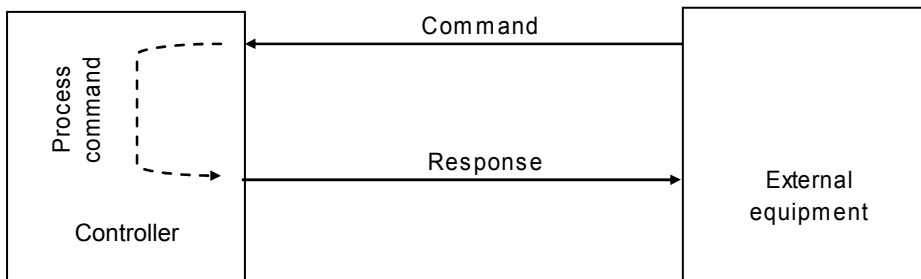 Command
Process
command
Response
External
equipment
Controller